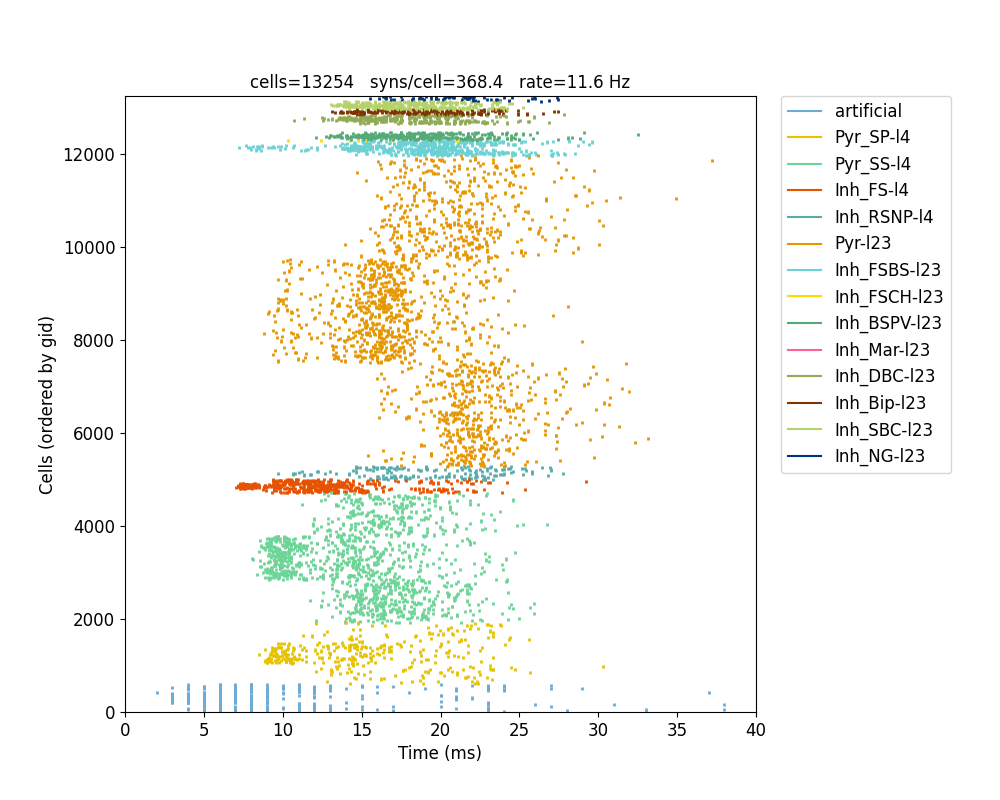 cells=13254   syns/cell=368.4   rate=11.6 Hz
Cells (ordered by gid)
12000
10000
8000
6000
4000
2000
0
0 5 10 15 20 25 30 35 40
Time (ms)
artificial
Pyr_SP-l4
Pyr_SS-l4
Inh_FS-l4
Inh_RSNP-l4
Pyr-l23
Inh_FSBS-l23
Inh_FSCH-l23
Inh_BSPV-l23
Inh_Mar-l23
Inh_DBC-l23
Inh_Bip-l23
Inh_SBC-l23
Inh_NG-l23